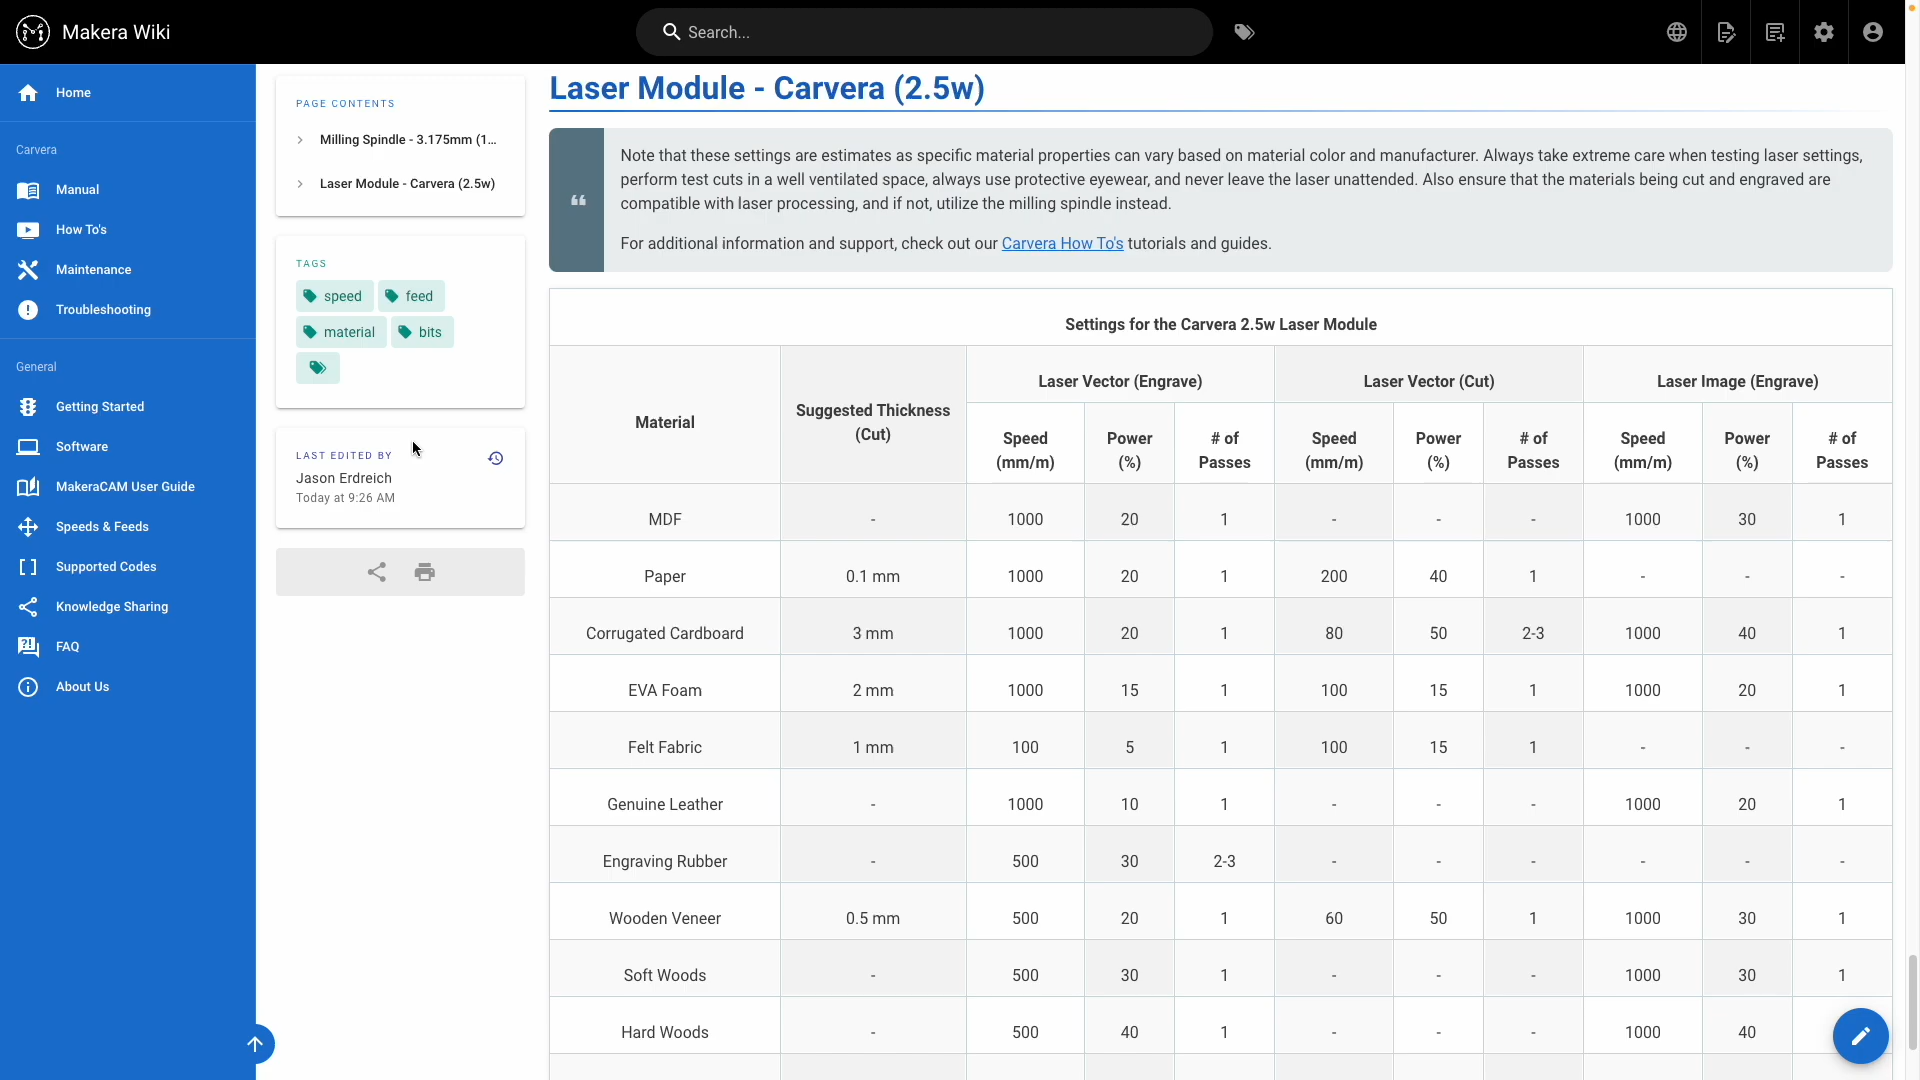 Makera Wiki
Search...
Home
Carvera
Manual
How To's
Maintenance
Troubleshooting
General
Getting Started
Software
MakeraCAM User Guide
Speeds & Feeds
Supported Codes
Knowledge Sharing
FAQ
About Us
PAGE CONTENTS
Milling Spindle - 3.175mm (1...
Laser Module - Carvera (2.5w)
TAGS
speed feed
material bits
LAST EDITED BY
Jason Erdreich
Today at 9:26 AM
Laser Module - Carvera (2.5w)
Note that these settings are estimates as specific material properties can vary based on material color and manufacturer. Always take extreme care when testing laser settings,
perform test cuts in a well ventilated space, always use protective eyewear, and never leave the laser unattended. Also ensure that the materials being cut and engraved are
compatible with laser processing, and if not, utilize the milling spindle instead.
For additional information and support, check out our Carvera How To's tutorials and guides.
Settings for the Carvera 2.5w Laser Module
Material Suggested Thickness (Cut) Laser Vector (Engrave) Laser Vector (Cut) Laser Image (Engrave)
Speed (mm/m) Power (%) # of Passes Speed (mm/m) Power (%) # of Passes Speed (mm/m) Power (%) # of Passes
MDF - 1000 20 1 - - - 1000 30 1
Paper 0.1 mm 1000 20 1 200 40 1 - - -
Corrugated Cardboard 3 mm 1000 20 1 80 50 2-3 1000 40 1
EVA Foam 2 mm 1000 15 1 100 15 1 1000 20 1
Felt Fabric 1 mm 100 5 1 100 15 1 - - -
Genuine Leather - 1000 10 1 - - - 1000 20 1
Engraving Rubber - 500 30 2-3 - - - - - -
Wooden Veneer 0.5 mm 500 20 1 60 50 1 1000 30 1
Soft Woods - 500 30 1 - - - 1000 30 1
Hard Woods - 500 40 1 - - - 1000 40